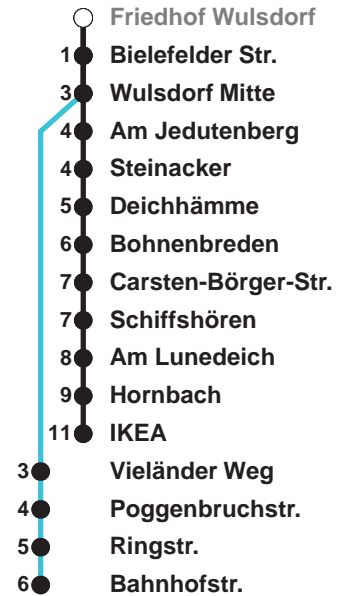 Friedhof Wulsdorf
1 Bielefelder Str.
3 Wulsdorf Mitte
4 Am Jedutenberg
4 Steinacker
5 Deichhämme
6 Bohnenbreden
7 Carsten-Börger-Str.
7 Schiffshören
8 Am Lunedeich
9 Hornbach
11 IKEA
3 Vieländer Weg
4 Poggenbruchstr.
5 Ringstr.
6 Bahnhofstr.